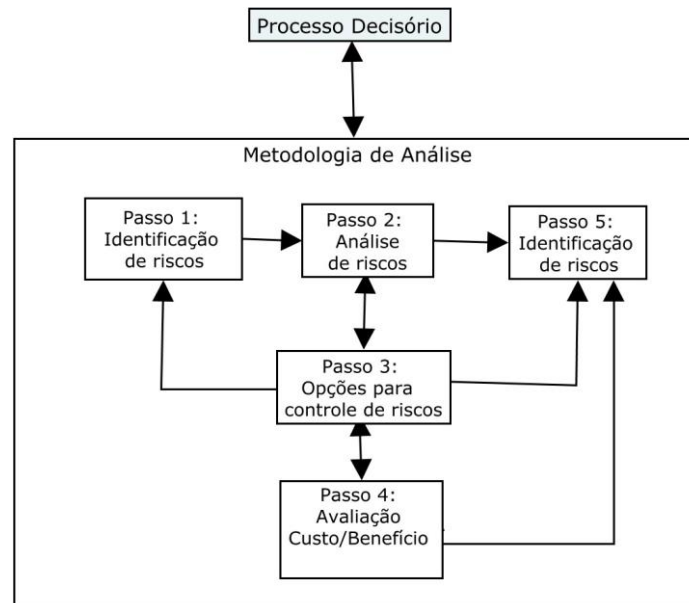 Processo Decisório
Metodologia de Análise
Passo 1:
Identificação
de riscos
Passo 2:
Análise
de riscos
Passo 5:
Identificação
de riscos
Passo 3:
Opções para
controle de riscos
Passo 4:
Avaliação
Custo/Benefício